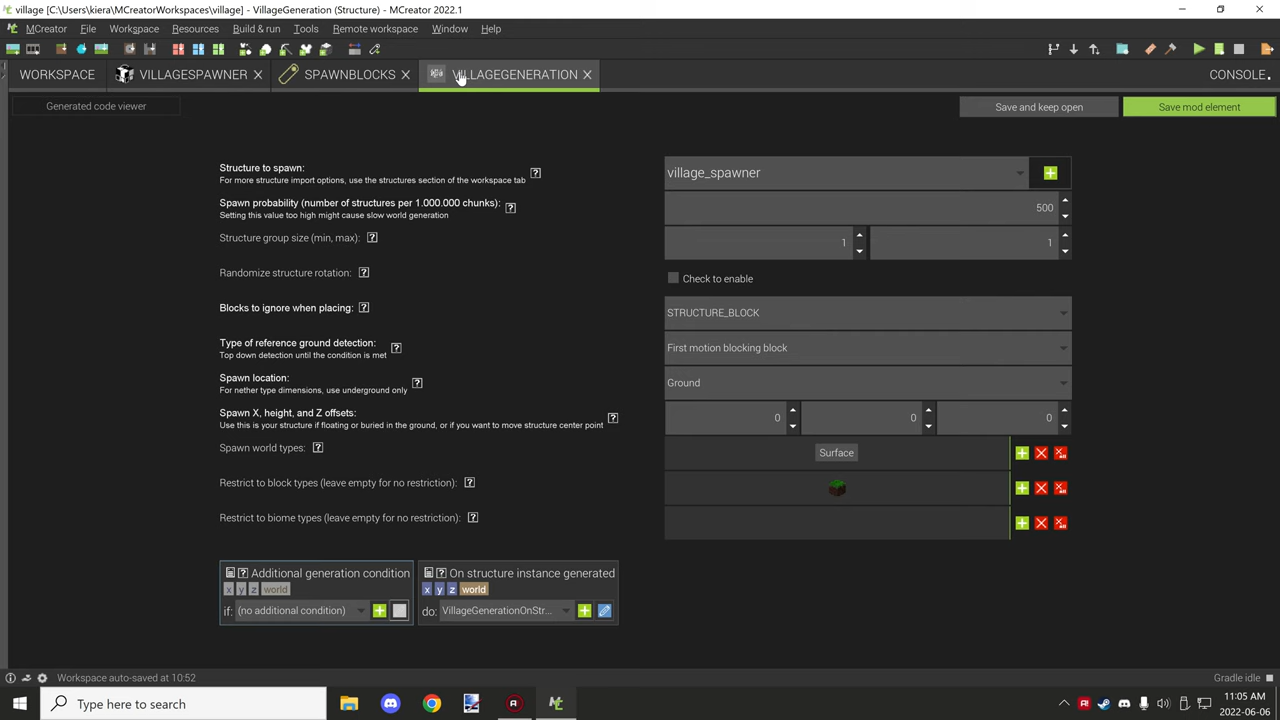 village [C:\Users\kiera\MCreatorWorkspaces\village] - VillageGeneration (Structure) - MCreator 2022.1
MCreator File Workspace Resources Build & run Tools Remote workspace Window Help
WORKSPACE VILLAGESPAWNER SPAWNBLOCKS VILLAGEGENERATION CONSOLE
Generated code viewer Save and keep open Save mod element
Structure to spawn: village_spawner
For more structure import options, use the structures section of the workspace tab
Spawn probability (number of structures per 1.000.000 chunks): 500
Setting this value too high might cause slow world generation
Structure group size (min, max): 1 1
Randomize structure rotation: Check to enable
Blocks to ignore when placing: STRUCTURE_BLOCK
Type of reference ground detection: First motion blocking block
Top down detection until the condition is met
Spawn location: Ground
For nether type dimensions, use underground only
Spawn X, height, and Z offsets: 0 0 0
Use this is your structure if floating or buried in the ground, or if you want to move structure center point
Spawn world types: Surface
Restrict to block types (leave empty for no restriction):
Restrict to biome types (leave empty for no restriction):
Additional generation condition On structure instance generated
x y z world x y z world
if: (no additional condition) do: VillageGenerationOnStr...
Workspace auto-saved at 10:52 Gradle idle
Type here to search 11:05 AM
2022-06-06